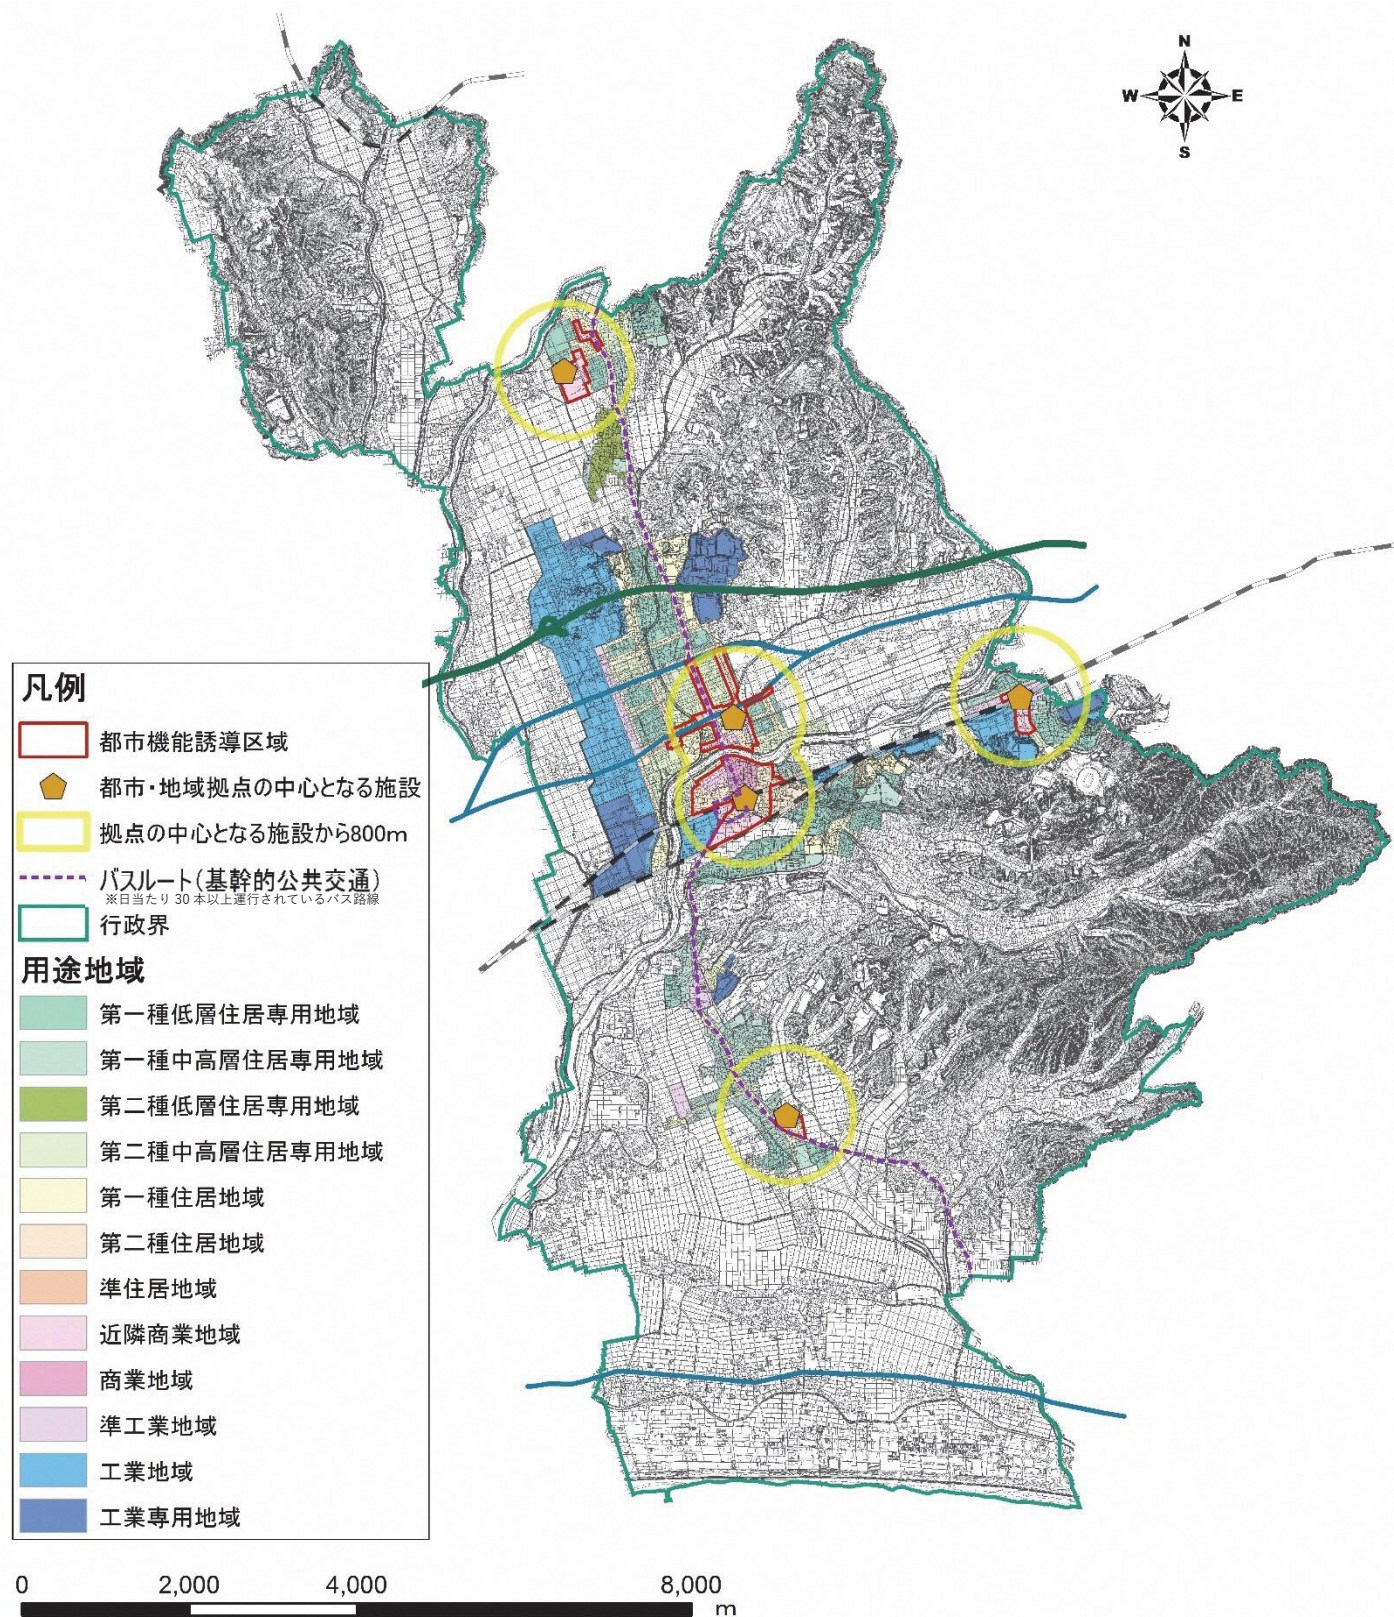 N
W E
S
凡例
都市機能誘導区域
都市・地域拠点の中心となる施設
拠点の中心となる施設から800m
バスルート(基幹的公共交通)
※日当たり30本以上運行されているバス路線
行政界
用途地域
第一種低層住居専用地域
第一種中高層住居専用地域
第二種低層住居専用地域
第二種中高層住居専用地域
第一種住居地域
第二種住居地域
準住居地域
近隣商業地域
商業地域
準工業地域
工業地域
工業専用地域
0 2,000 4,000 8,000
m